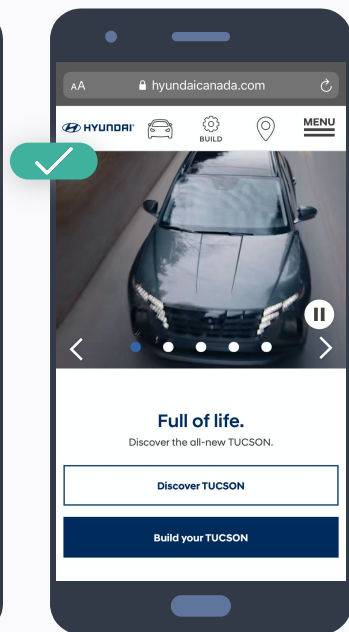 AA hyundaicanada.com
HYUNDAI BUILD MENU
Full of life.
Discover the all-new TUCSON.
Discover TUCSON
Build your TUCSON